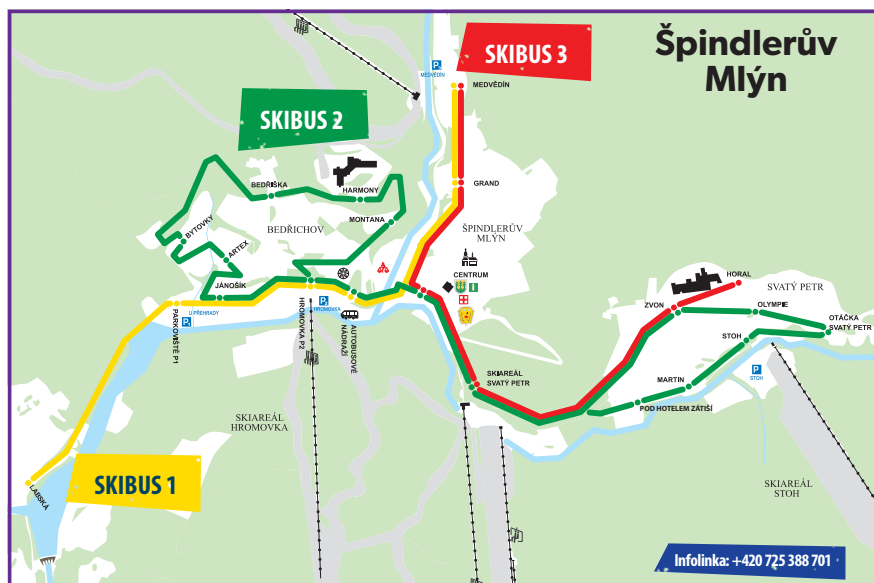 Špindlerův
Mlýn
SKIBUS 3
P
MEDVĚDÍN
MEDVĚDÍN
SKIBUS 2
BEDŘIŠKA
HARMONY
GRAND
MONTANA
BYTOVKY
ARTEX
BEDŘICHOV
ŠPINDLERŮV
MLÝN
CENTRUM
JÁNOŠÍK
HROMOVKA P2
P
HROMOVKA
U PŘEHRADY
P
PARKOVIŠTĚ P1
AUTOBUSOVÉ
NÁDRAŽÍ
HORAL
SVATÝ PETR
ZVON
OLYMPIE
OTÁČKA
SVATÝ PETR
STOH
SKIAREÁL
SVATÝ PETR
MARTIN
P
STOH
POD HOTELEM ZÁTIŠÍ
SKIAREÁL
HROMOVKA
SKIBUS 1
LABSKÁ
SKIAREÁL
STOH
Infolinka: +420 725 388 701